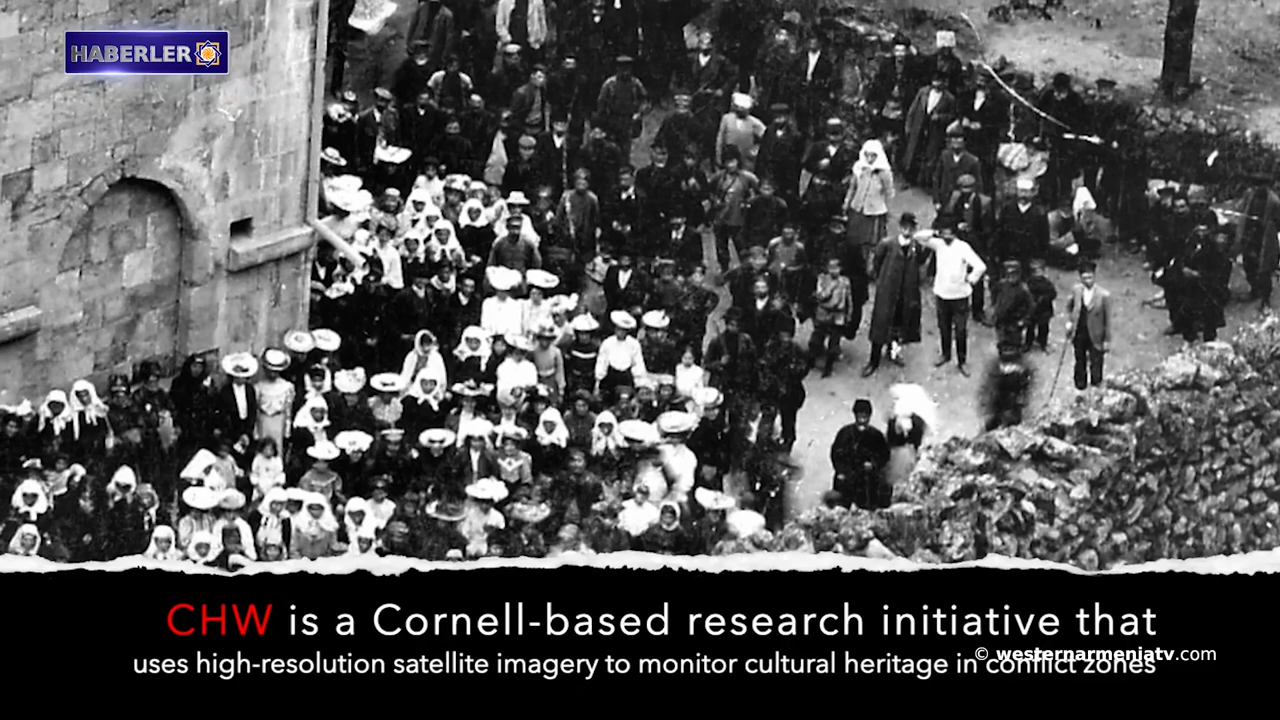 HABERLER
CHW is a Cornell-based research initiative that
uses high-resolution satellite imagery to monitor cultural heritage in conflict zones
© westernarmeniatv.com